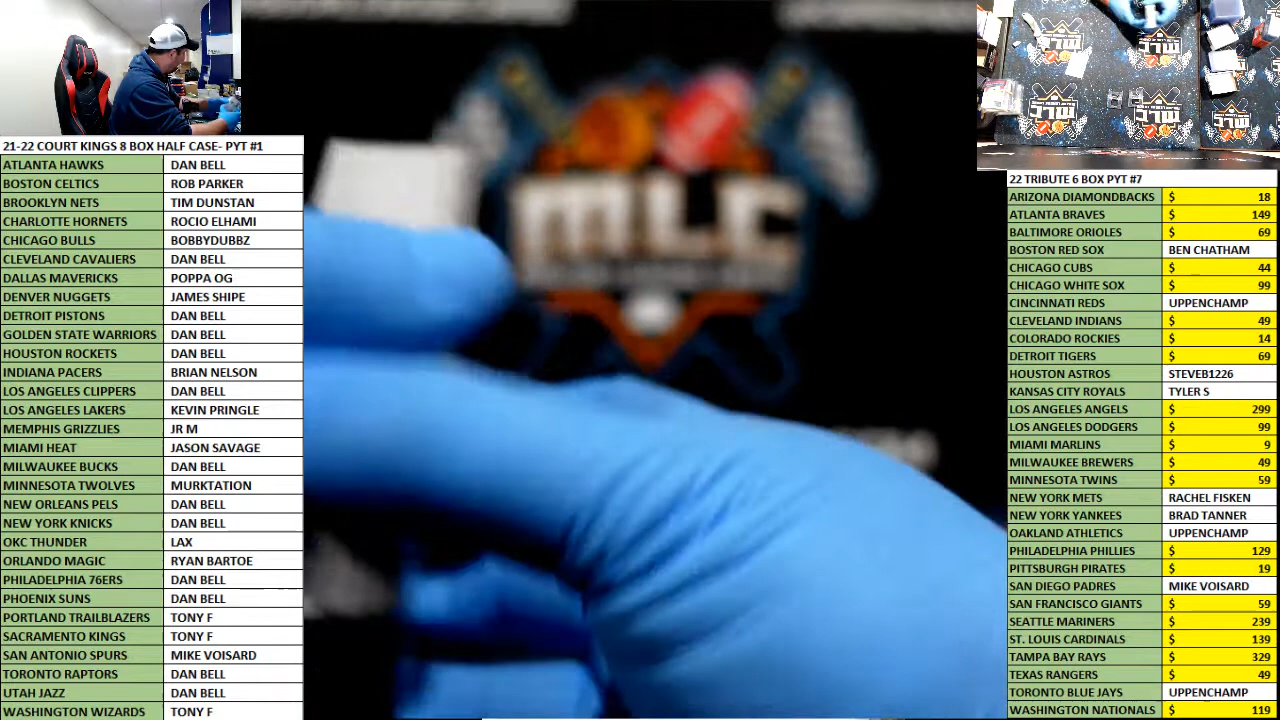 21-22 COURT KINGS 8 BOX HALF CASE- PYT #1
ATLANTA HAWKS DAN BELL
BOSTON CELTICS ROB PARKER
BROOKLYN NETS TIM DUNSTAN
CHARLOTTE HORNETS ROCIO ELHAMI
CHICAGO BULLS BOBBYDUBBZ
CLEVELAND CAVALIERS DAN BELL
DALLAS MAVERICKS POPPA OG
DENVER NUGGETS JAMES SHIPE
DETROIT PISTONS DAN BELL
GOLDEN STATE WARRIORS DAN BELL
HOUSTON ROCKETS DAN BELL
INDIANA PACERS BRIAN NELSON
LOS ANGELES CLIPPERS DAN BELL
LOS ANGELES LAKERS KEVIN PRINGLE
MEMPHIS GRIZZLIES JR M
MIAMI HEAT JASON SAVAGE
MILWAUKEE BUCKS DAN BELL
MINNESOTA TWOLVES MURKTATION
NEW ORLEANS PELS DAN BELL
NEW YORK KNICKS DAN BELL
OKC THUNDER LAX
ORLANDO MAGIC RYAN BARTOE
PHILADELPHIA 76ERS DAN BELL
PHOENIX SUNS DAN BELL
PORTLAND TRAILBLAZERS TONY F
SACRAMENTO KINGS TONY F
SAN ANTONIO SPURS MIKE VOISARD
TORONTO RAPTORS DAN BELL
UTAH JAZZ DAN BELL
WASHINGTON WIZARDS TONY F
MLC
22 TRIBUTE 6 BOX PYT #7
ARIZONA DIAMONDBACKS $ 18
ATLANTA BRAVES $ 149
BALTIMORE ORIOLES $ 69
BOSTON RED SOX BEN CHATHAM
CHICAGO CUBS $ 44
CHICAGO WHITE SOX $ 99
CINCINNATI REDS UPPENCHAMP
CLEVELAND INDIANS $ 49
COLORADO ROCKIES $ 14
DETROIT TIGERS $ 69
HOUSTON ASTROS STEVEB1226
KANSAS CITY ROYALS TYLER S
LOS ANGELES ANGELS $ 299
LOS ANGELES DODGERS $ 99
MIAMI MARLINS $ 9
MILWAUKEE BREWERS $ 49
MINNESOTA TWINS $ 59
NEW YORK METS RACHEL FISKEN
NEW YORK YANKEES BRAD TANNER
OAKLAND ATHLETICS UPPENCHAMP
PHILADELPHIA PHILLIES $ 129
PITTSBURGH PIRATES $ 19
SAN DIEGO PADRES MIKE VOISARD
SAN FRANCISCO GIANTS $ 59
SEATTLE MARINERS $ 239
ST. LOUIS CARDINALS $ 139
TAMPA BAY RAYS $ 329
TEXAS RANGERS $ 49
TORONTO BLUE JAYS UPPENCHAMP
WASHINGTON NATIONALS $ 119